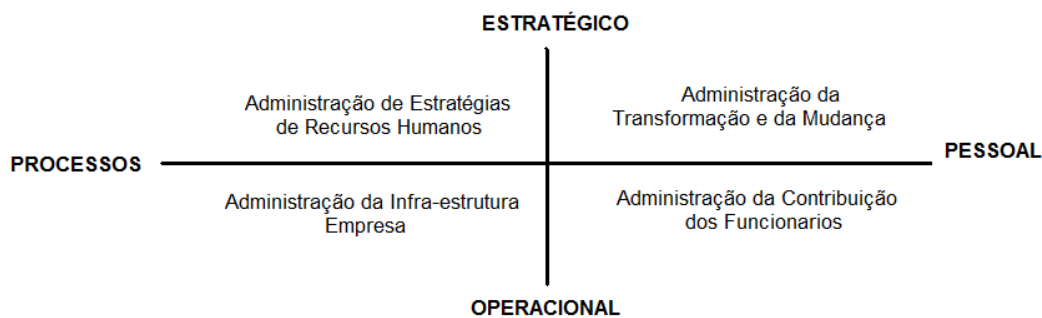 ESTRATÉGICO
Administração de Estratégias
de Recursos Humanos
Administração da
Transformação e da Mudança
PROCESSOS
PESSOAL
Administração da Infra-estrutura
Empresa
Administração da Contribuição
dos Funcionarios
OPERACIONAL